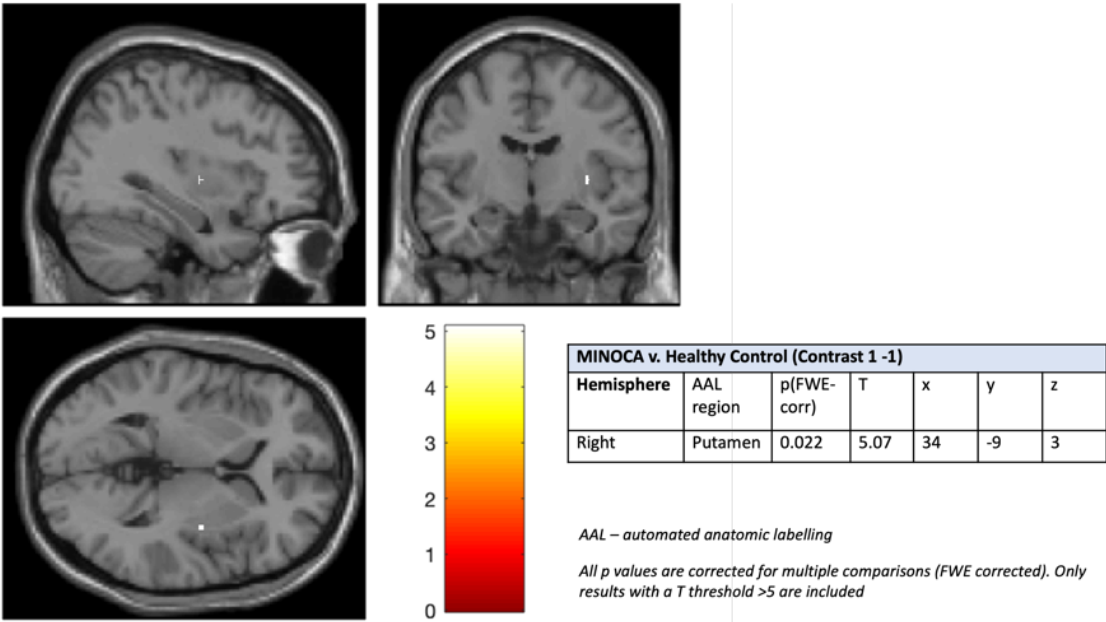 5
4
3
2
1
0
MINOCA v. Healthy Control (Contrast 1 -1)
Hemisphere AAL region p(FWE-corr) T x y z
Right Putamen 0.022 5.07 34 -9 3
AAL – automated anatomic labelling
All p values are corrected for multiple comparisons (FWE corrected). Only
results with a T threshold >5 are included